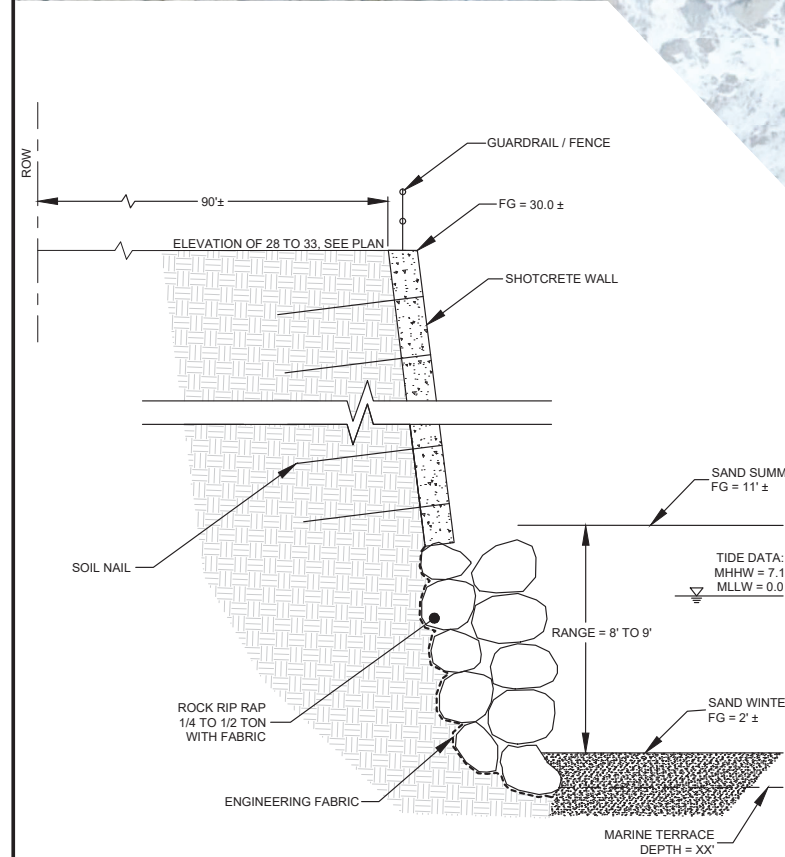 ROW
GUARDRAIL / FENCE
90'±
FG = 30.0 ±
ELEVATION OF 28 TO 33, SEE PLAN
SHOTCRETE WALL
SAND SUMM
FG = 11' ±
SOIL NAIL
TIDE DATA:
MHHW = 7.1
MLLW = 0.0
RANGE = 8' TO 9'
ROCK RIP RAP
1/4 TO 1/2 TON
WITH FABRIC
SAND WINTE
FG = 2' ±
ENGINEERING FABRIC
MARINE TERRACE
DEPTH = XX'